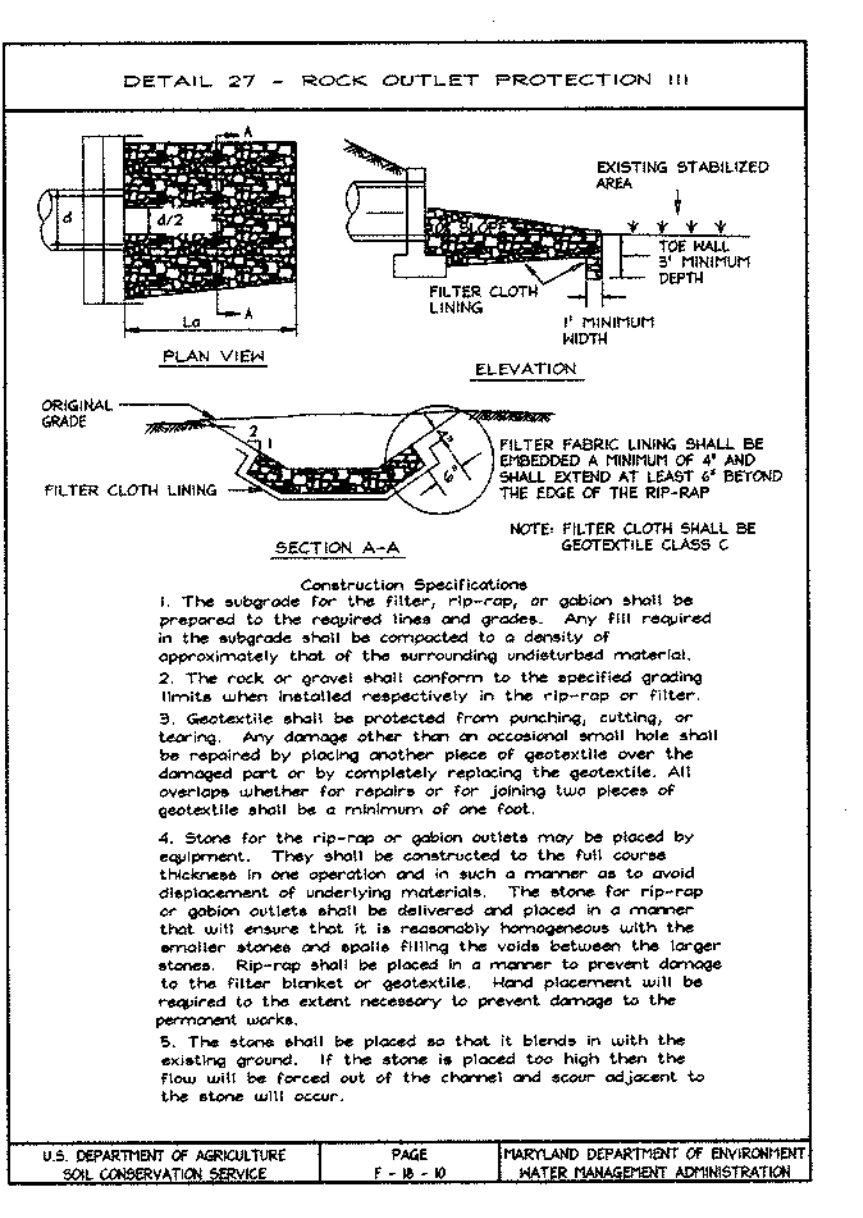 DETAIL 27 - ROCK OUTLET PROTECTION III
A
d
d/2
A
La
PLAN VIEW
EXISTING STABILIZED
AREA
SLOPE
TOE WALL
3' MINIMUM
DEPTH
FILTER CLOTH
LINING
1' MINIMUM
WIDTH
ELEVATION
ORIGINAL
GRADE
2
1
4"
6"
FILTER CLOTH LINING
FILTER FABRIC LINING SHALL BE
EMBEDDED A MINIMUM OF 4" AND
SHALL EXTEND AT LEAST 6" BEYOND
THE EDGE OF THE RIP-RAP
NOTE: FILTER CLOTH SHALL BE
GEOTEXTILE CLASS C
SECTION A-A
Construction Specifications
1. The subgrade for the filter, rip-rap, or gabion shall be
prepared to the required lines and grades. Any fill required
in the subgrade shall be compacted to a density of
approximately that of the surrounding undisturbed material.
2. The rock or gravel shall conform to the specified grading
limits when installed respectively in the rip-rap or filter.
3. Geotextile shall be protected from punching, cutting, or
tearing. Any damage other than an occasional small hole shall
be repaired by placing another piece of geotextile over the
damaged part or by completely replacing the geotextile. All
overlaps whether for repairs or for joining two pieces of
geotextile shall be a minimum of one foot.
4. Stone for the rip-rap or gabion outlets may be placed by
equipment. They shall be constructed to the full course
thickness in one operation and in such a manner as to avoid
displacement of underlying materials. The stone for rip-rap
or gabion outlets shall be delivered and placed in a manner
that will ensure that it is reasonably homogeneous with the
smaller stones and spalls filling the voids between the larger
stones. Rip-rap shall be placed in a manner to prevent damage
to the filter blanket or geotextile. Hand placement will be
required to the extent necessary to prevent damage to the
permanent works.
5. The stone shall be placed so that it blends in with the
existing ground. If the stone is placed too high then the
flow will be forced out of the channel and scour adjacent to
the stone will occur.
U.S. DEPARTMENT OF AGRICULTURE
SOIL CONSERVATION SERVICE
PAGE
F - 18 - 10
MARYLAND DEPARTMENT OF ENVIRONMENT
WATER MANAGEMENT ADMINISTRATION